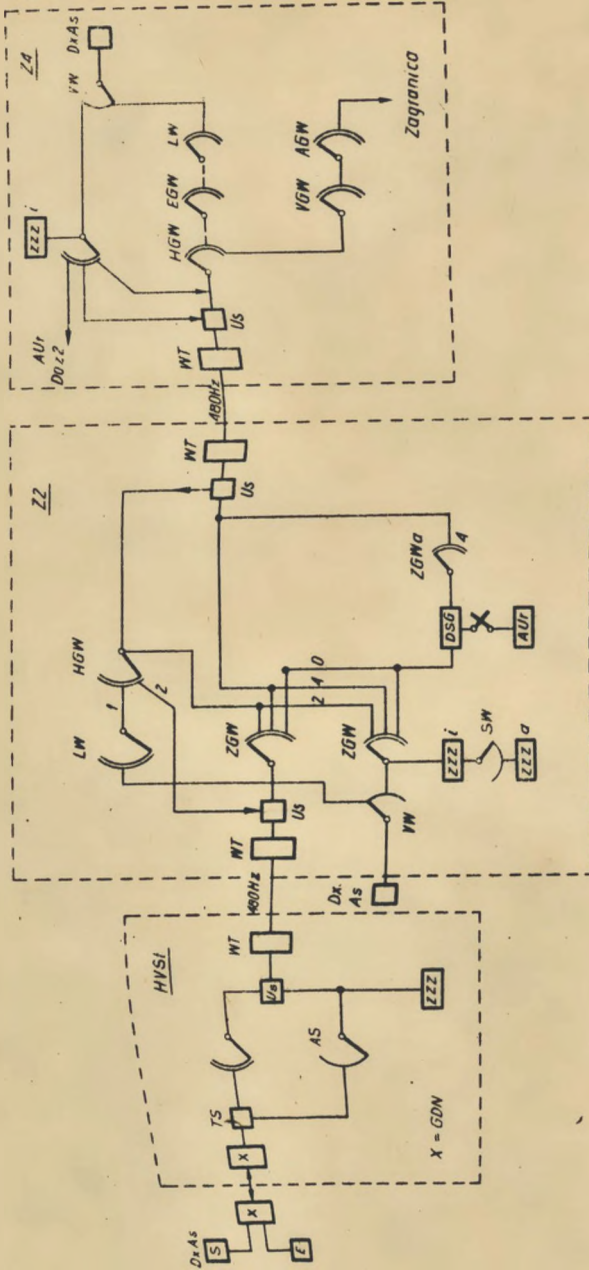 DxAs
S
E
X
X
X = GDN
HVSt
TS
AS
Us
ZZZ
WT
480Hz
Dx.
As
Z2
WT
Us
VW
LW
1
2
HGW
ZGW
ZGW
2
4
0
ZZZ
i
SW
ZZZ
a
DSG
AUr
ZGWa
4
Us
WT
480Hz
Z4
WT
Us
AUr
Do z2
ZZZ
i
VW
DxAs
HGW
EGW
LW
VGW
AGW
Zagranica